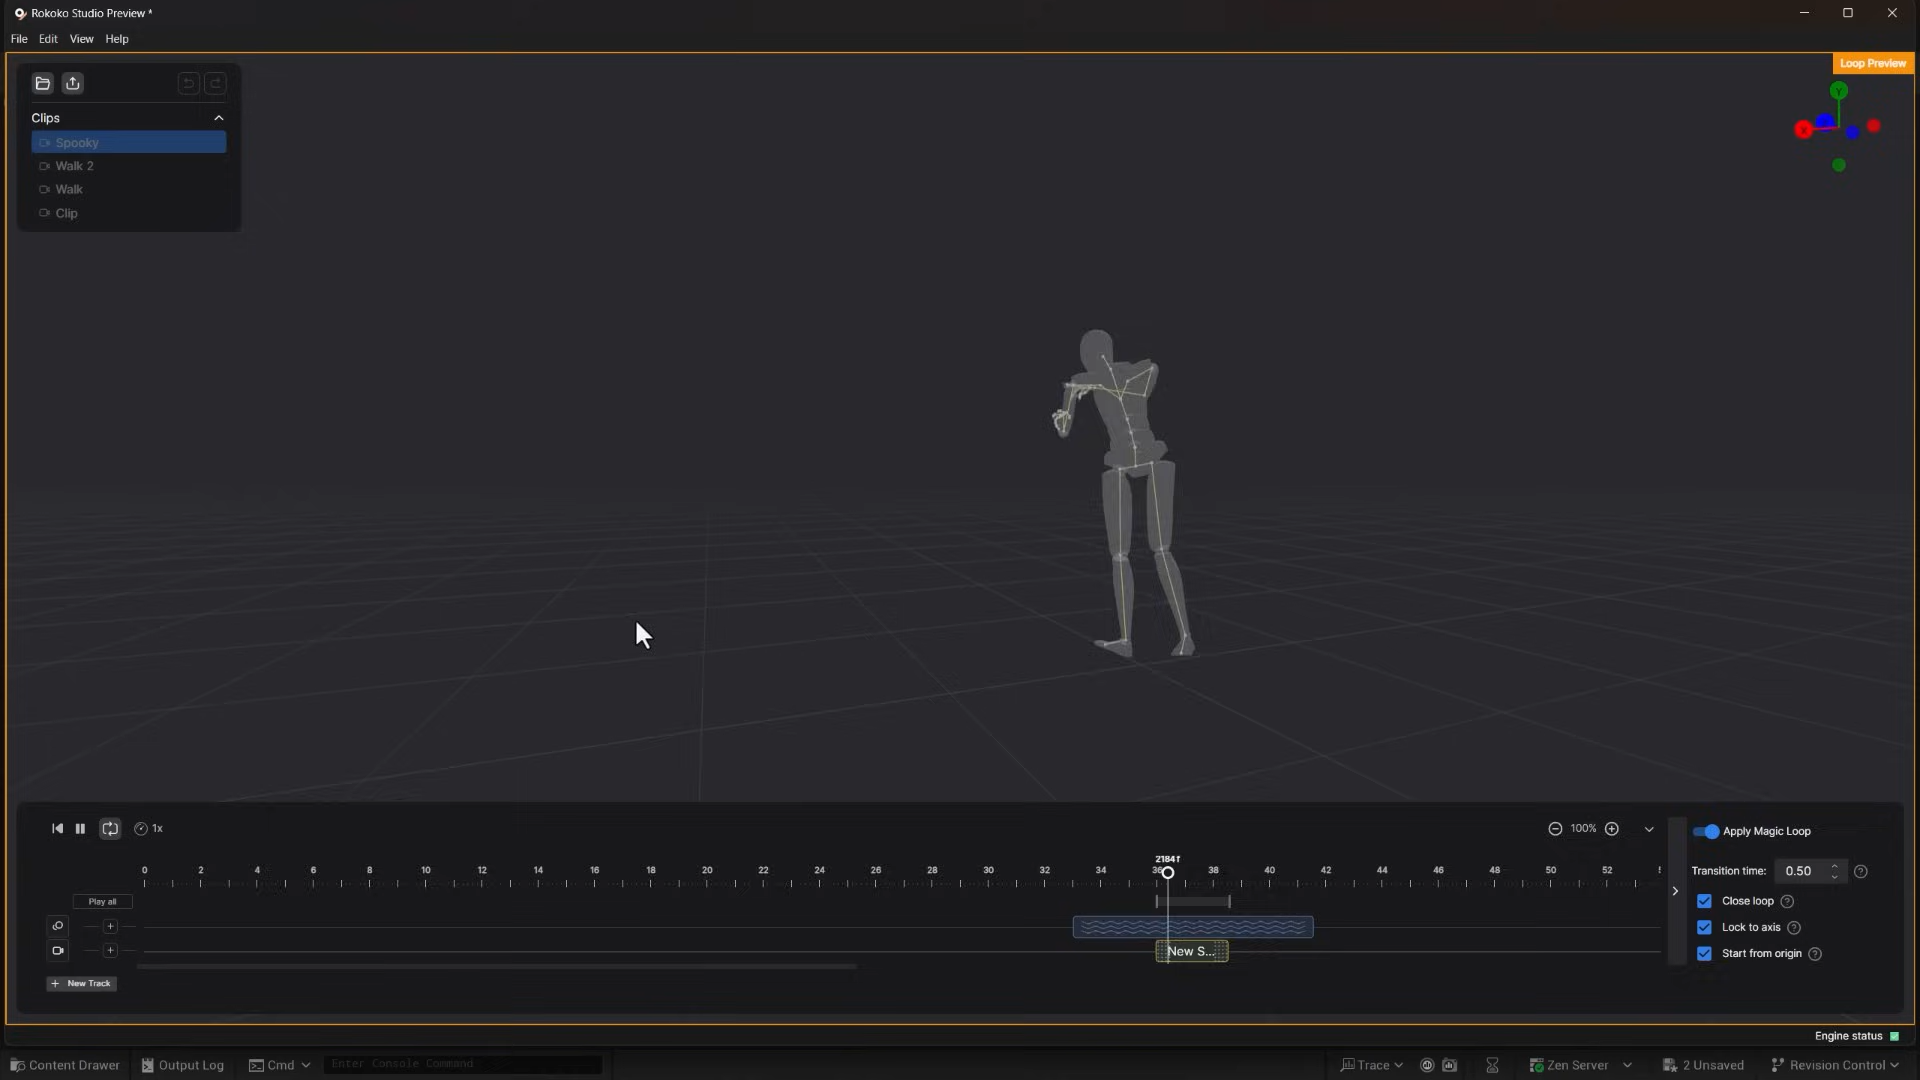 Rokoko Studio Preview *
File Edit View Help
Loop Preview
Y
X
Clips
Spooky
Walk 2
Walk
Clip
1x
100%
Apply Magic Loop
2184f
0 2 4 6 8 10 12 14 16 18 20 22 24 26 28 30 32 34 36 38 40 42 44 46 48 50 52
Transition time: 0.50
Play all
Close loop
Lock to axis
New S...
Start from origin
+ New Track
Engine status
Content Drawer Output Log Cmd Enter Console Command Trace Zen Server 2 Unsaved Revision Control